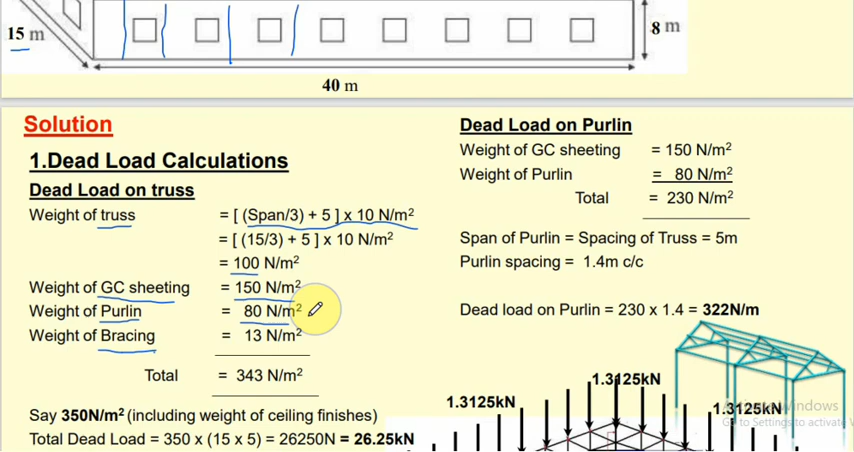 15 m
8 m
40 m
Solution
1.Dead Load Calculations
Dead Load on truss
Weight of truss = [ (Span/3) + 5 ] x 10 N/m²
= [ (15/3) + 5 ] x 10 N/m²
= 100 N/m²
Weight of GC sheeting = 150 N/m²
Weight of Purlin = 80 N/m²
Weight of Bracing = 13 N/m²
Total = 343 N/m²
Say 350N/m² (including weight of ceiling finishes)
Total Dead Load = 350 x (15 x 5) = 26250N = 26.25kN
Dead Load on Purlin
Weight of GC sheeting = 150 N/m²
Weight of Purlin = 80 N/m²
Total = 230 N/m²
Span of Purlin = Spacing of Truss = 5m
Purlin spacing = 1.4m c/c
Dead load on Purlin = 230 x 1.4 = 322N/m
1.3125kN
1.3125kN
1.3125kN